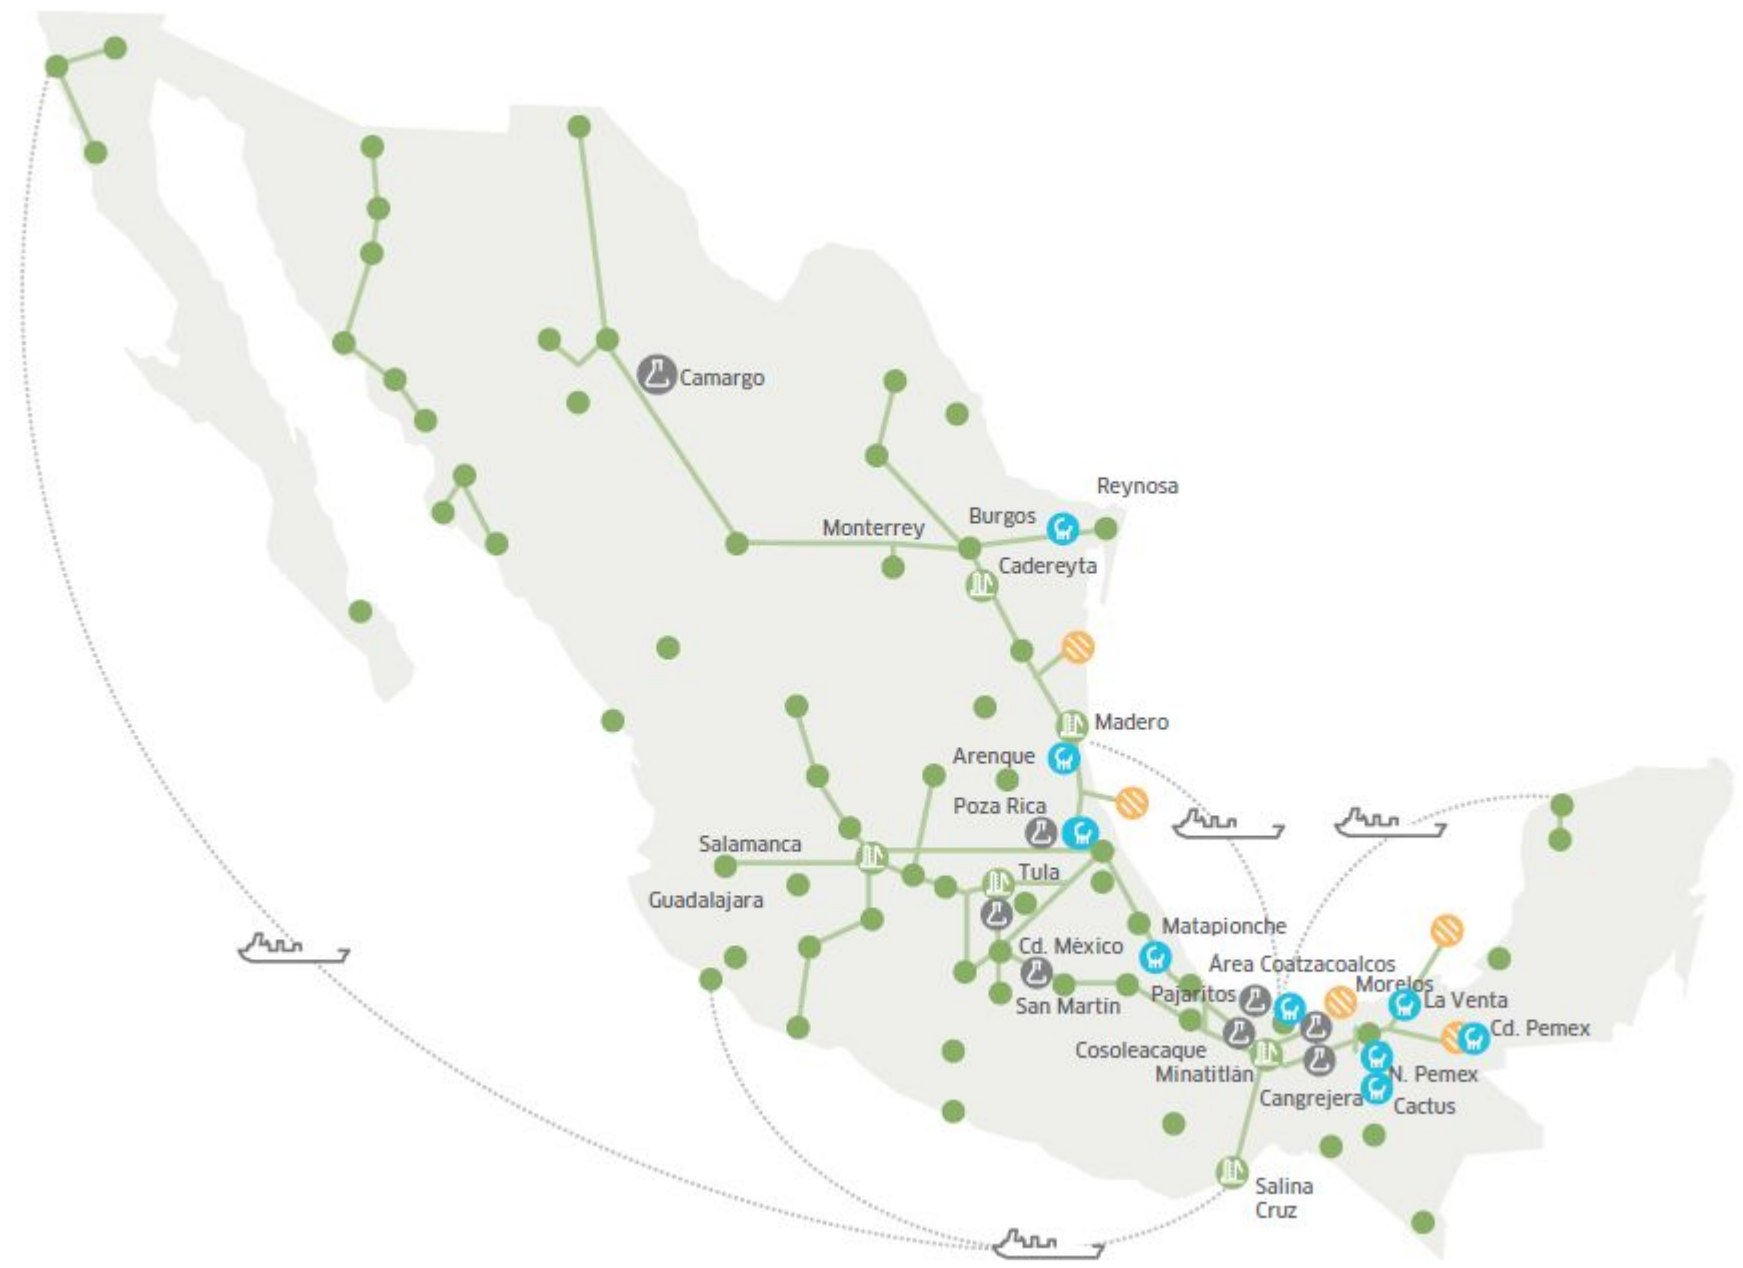 Camargo
Reynosa
Burgos
Monterrey
Cadereyta
Madero
Arenque
Poza Rica
Salamanca
Tula
Guadalajara
Matapionche
Cd. México
Área Coatzacoalcos
Morelos
Pajaritos
La Venta
San Martín
Cd. Pemex
Cosoleacaque
Minatitlán
N. Pemex
Cangrejera
Cactus
Salina
Cruz